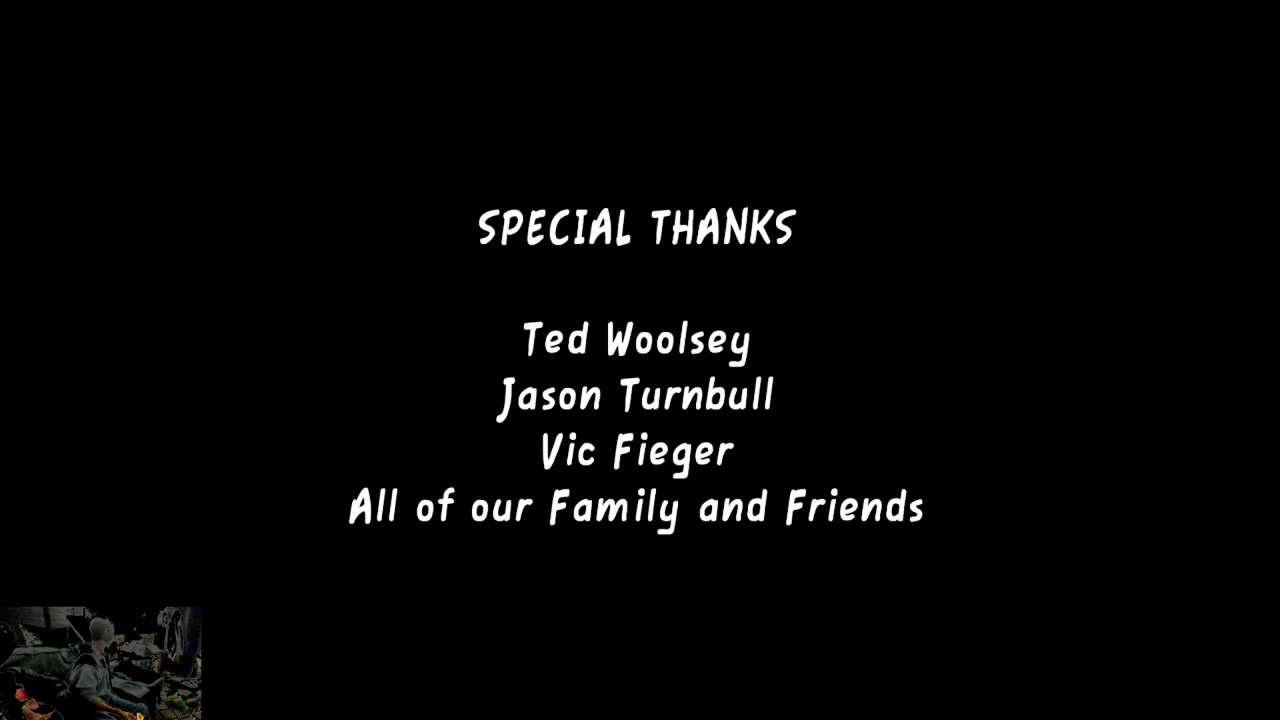 SPECIAL THANKS
Ted Woolsey
Jason Turnbull
Vic Fieger
All of our Family and Friends